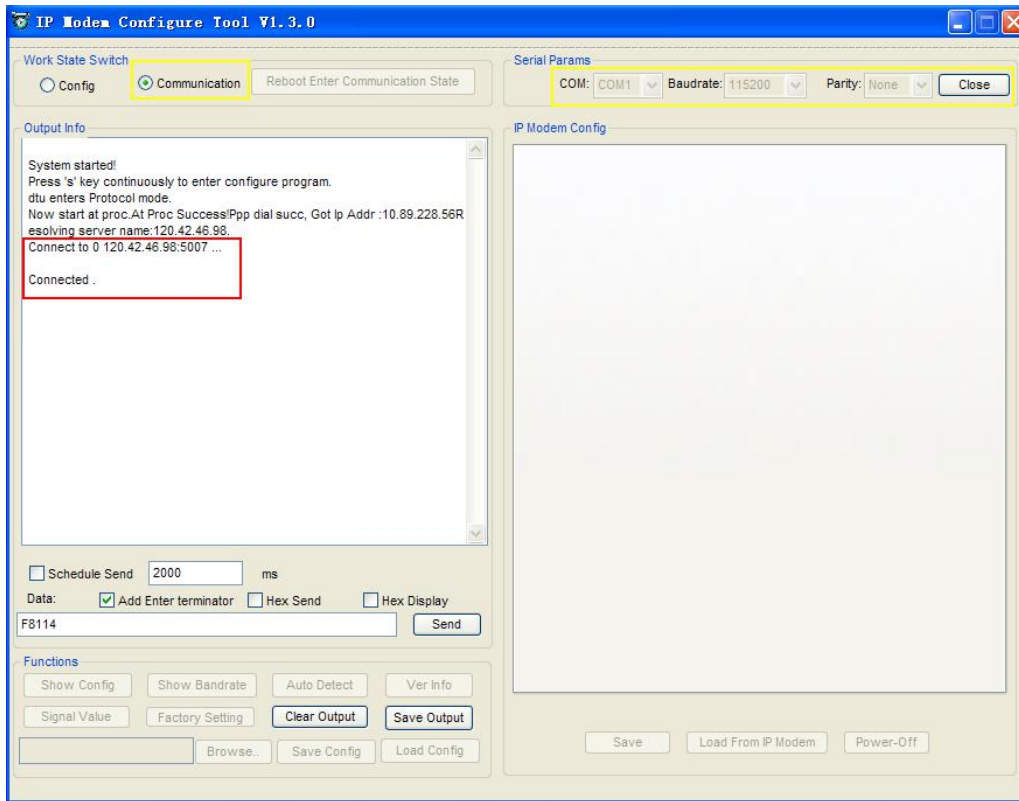 IP Modem Configure Tool V1.3.0
Work State Switch
Config
Communication
Reboot Enter Communication State
Serial Params
COM: COM1 Baudrate: 115200 Parity: None Close
Output Info
System started!
Press 's' key continuously to enter configure program.
dtu enters Protocol mode.
Now start at proc.At Proc Success!Ppp dial succ, Got Ip Addr :10.89.228.56R
esolving server name:120.42.46.98.
Connect to 0 120.42.46.98:5007 ...
Connected .
Schedule Send 2000 ms
Data: Add Enter terminator Hex Send Hex Display
F8114 Send
Functions
Show Config Show Bandrate Auto Detect Ver Info
Signal Value Factory Setting Clear Output Save Output
Browse.. Save Config Load Config
IP Modem Config
Save Load From IP Modem Power-Off